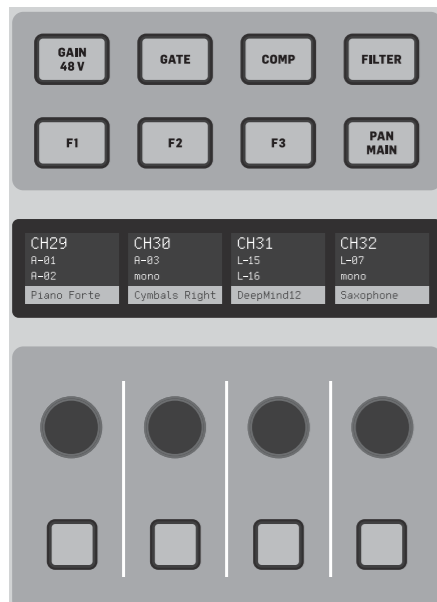 GAIN
48 V
GATE
COMP
FILTER
F1
F2
F3
PAN
MAIN
CH29
A-01
A-02
Piano Forte
CH30
A-03
mono
Cymbals Right
CH31
L-15
L-16
DeepMind12
CH32
L-07
mono
Saxophone